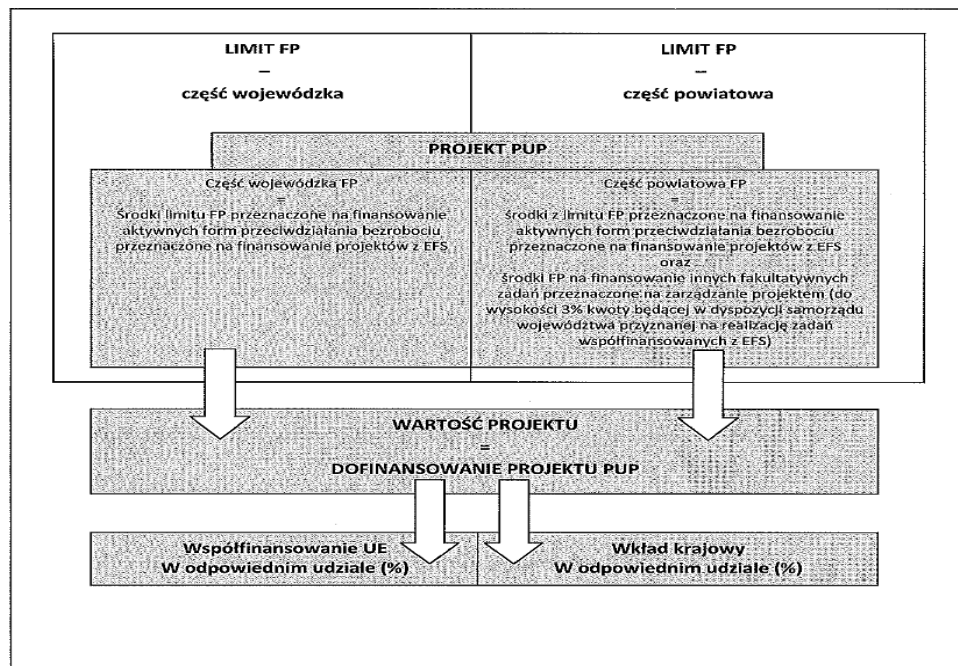 LIMIT FP
–
część wojewódzka
LIMIT FP
–
część powiatowa
PROJEKT PUP
Część wojewódzka FP
=
Środki limitu FP przeznaczone na finansowanie
aktywnych form przeciwdziałania bezrobociu
przeznaczone na finansowanie projektów z EFS
Część powiatowa FP
=
środki z limitu FP przeznaczone na finansowanie
aktywnych form przeciwdziałania bezrobociu
przeznaczone na finansowanie projektów z EFS
oraz
środki FP na finansowanie innych fakultatywnych
zadań przeznaczone na zarządzanie projektem (do
wysokości 3% kwoty będącej w dyspozycji samorządu
województwa przyznanej na realizację zadań
współfinansowanych z EFS)
WARTOŚĆ PROJEKTU
=
DOFINANSOWANIE PROJEKTU PUP
Współfinansowanie UE
W odpowiednim udziale (%)
Wkład krajowy
W odpowiednim udziale (%)